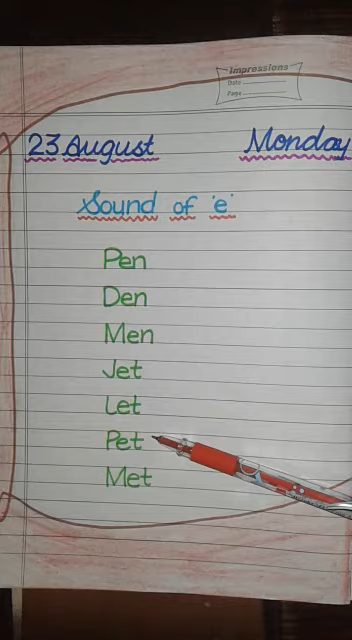 Impressions
Date
Page
23 August Monday
Sound of 'e'
Pen
Den
Men
Jet
Let
Pet
Met